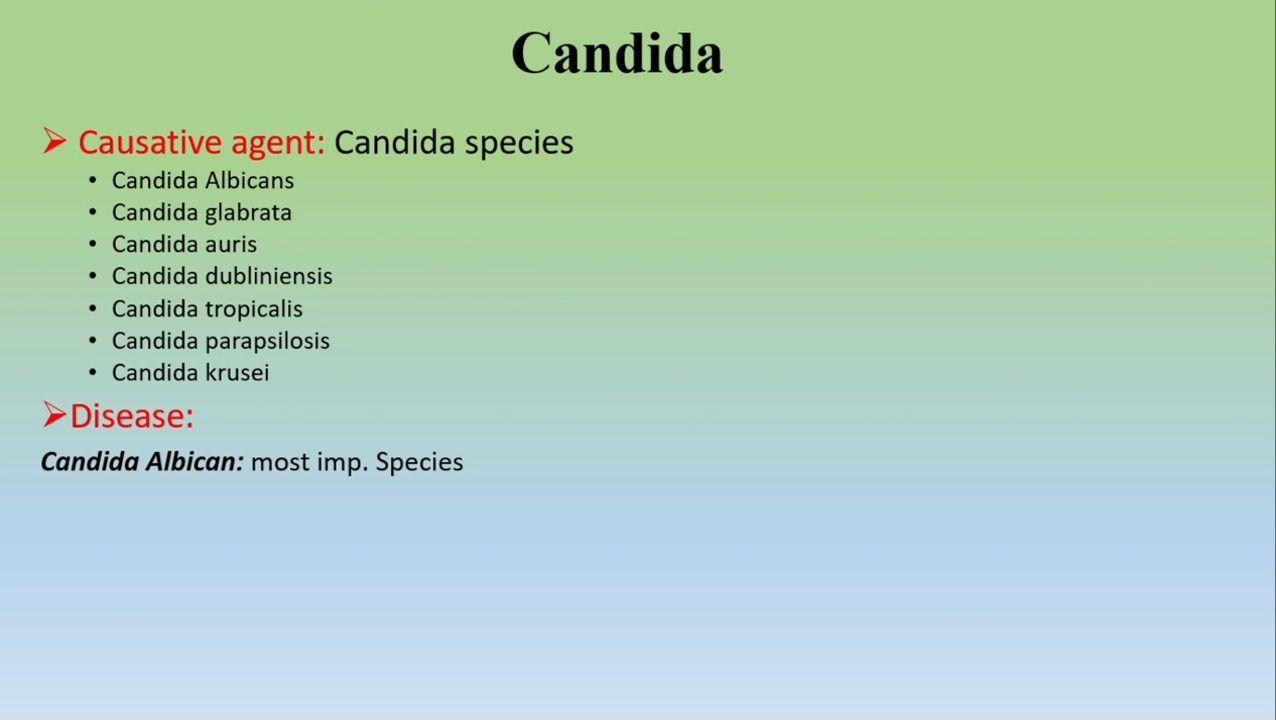 Candida
➢ Causative agent: Candida species
• Candida Albicans
• Candida glabrata
• Candida auris
• Candida dubliniensis
• Candida tropicalis
• Candida parapsilosis
• Candida krusei
➢Disease:
Candida Albican: most imp. Species